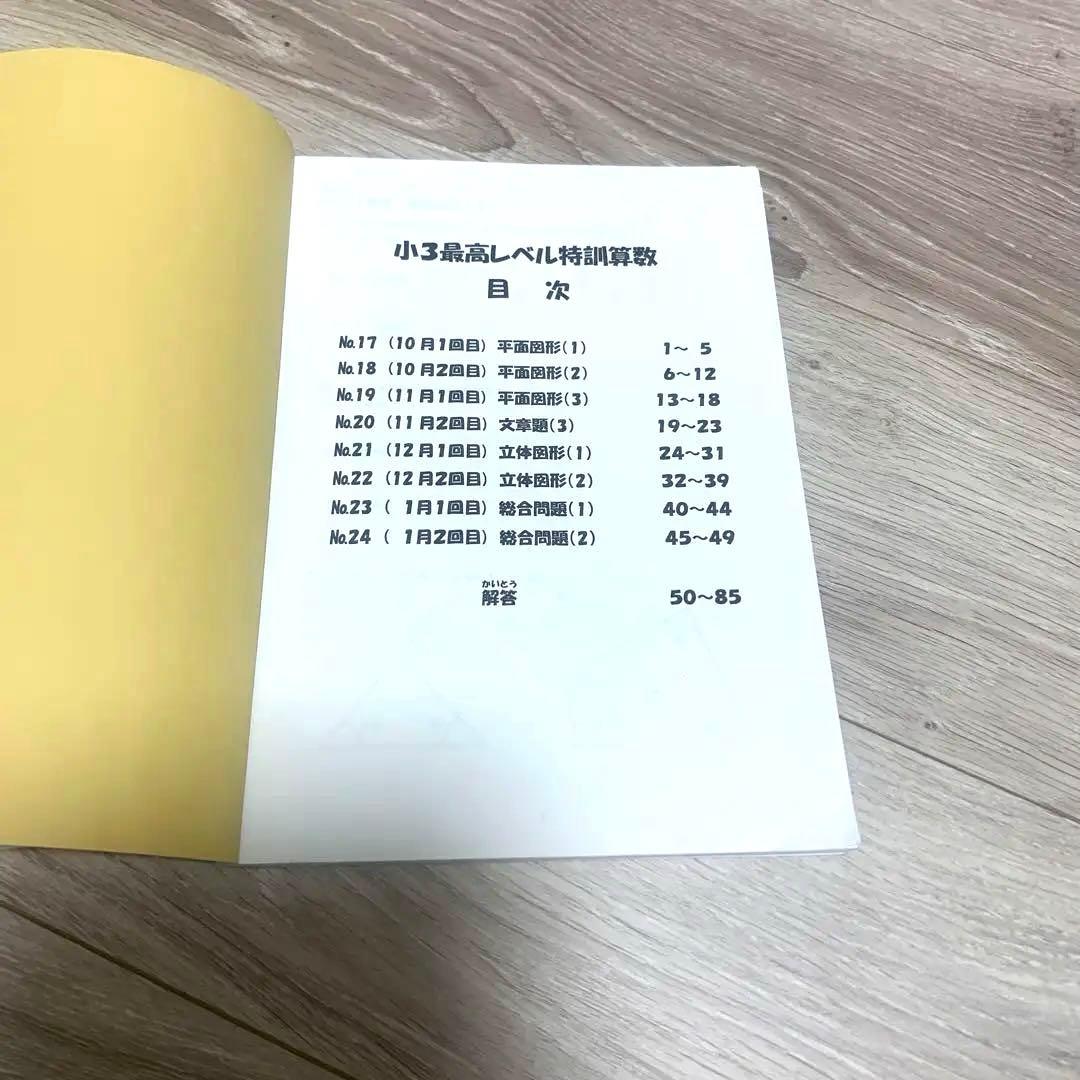 小3最高レベル特訓算数
目 次
No.17 (10月1回目) 平面図形(1) 1〜 5
No.18 (10月2回目) 平面図形(2) 6〜12
No.19 (11月1回目) 平面図形(3) 13〜18
No.20 (11月2回目) 文章題(3) 19〜23
No.21 (12月1回目) 立体図形(1) 24〜31
No.22 (12月2回目) 立体図形(2) 32〜39
No.23 ( 1月1回目) 総合問題(1) 40〜44
No.24 ( 1月2回目) 総合問題(2) 45〜49
かいとう
解答 50〜85